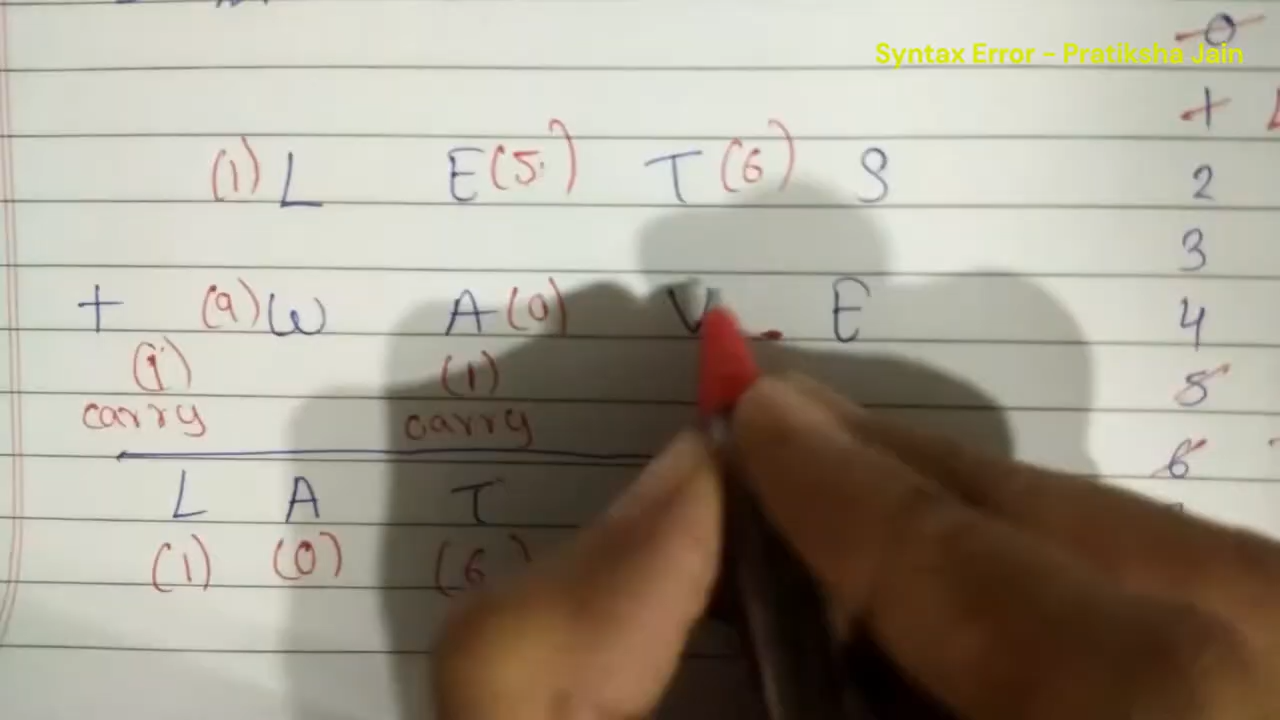 Syntax Error - Pratiksha Jain
0
+
2
3
4
5
6
(1) L E (5) T (6) S
+ (9) W A (0) V E
(1) (1)
carry carry
L A T
(1) (0) (6)